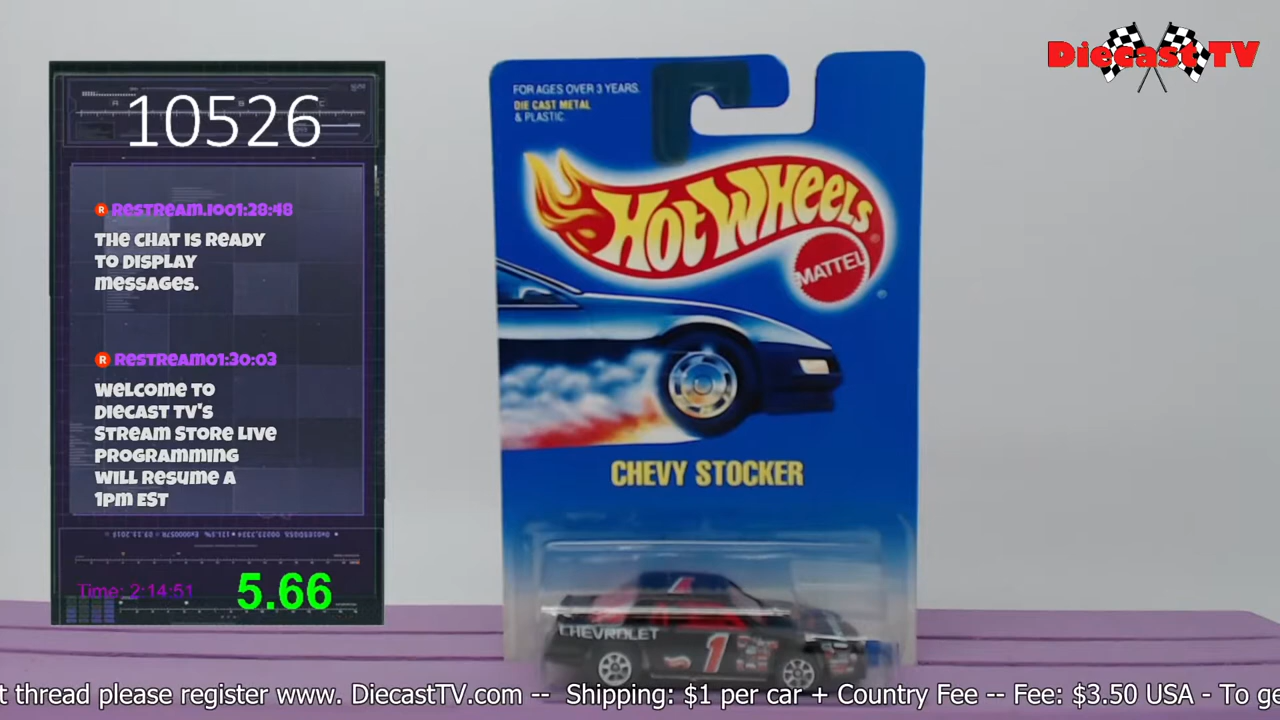 Diecast TV
10526
Restream.io01:28:48
The chat is ready
to display
messages.
Restream01:30:03
Welcome to
Diecast TV's
Stream Store Live
programming
will resume a
1pm EST
Time: 2:14:51
5.66
FOR AGES OVER 3 YEARS.
DIE CAST METAL
& PLASTIC.
HOT WHEELS
MATTEL
CHEVY STOCKER
CHEVROLET
1
t thread please register www. DiecastTV.com -- Shipping: $1 per car + Country Fee -- Fee: $3.50 USA - To ge